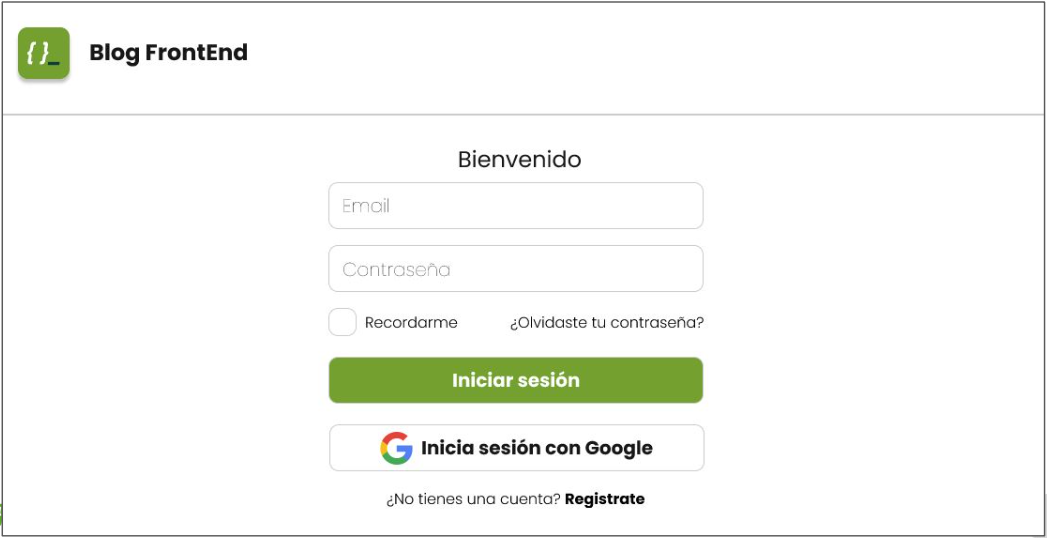 {}_ Blog FrontEnd
Bienvenido
Email
Contraseña
Recordarme ¿Olvidaste tu contraseña?
Iniciar sesión
G Inicia sesión con Google
¿No tienes una cuenta? Registrate